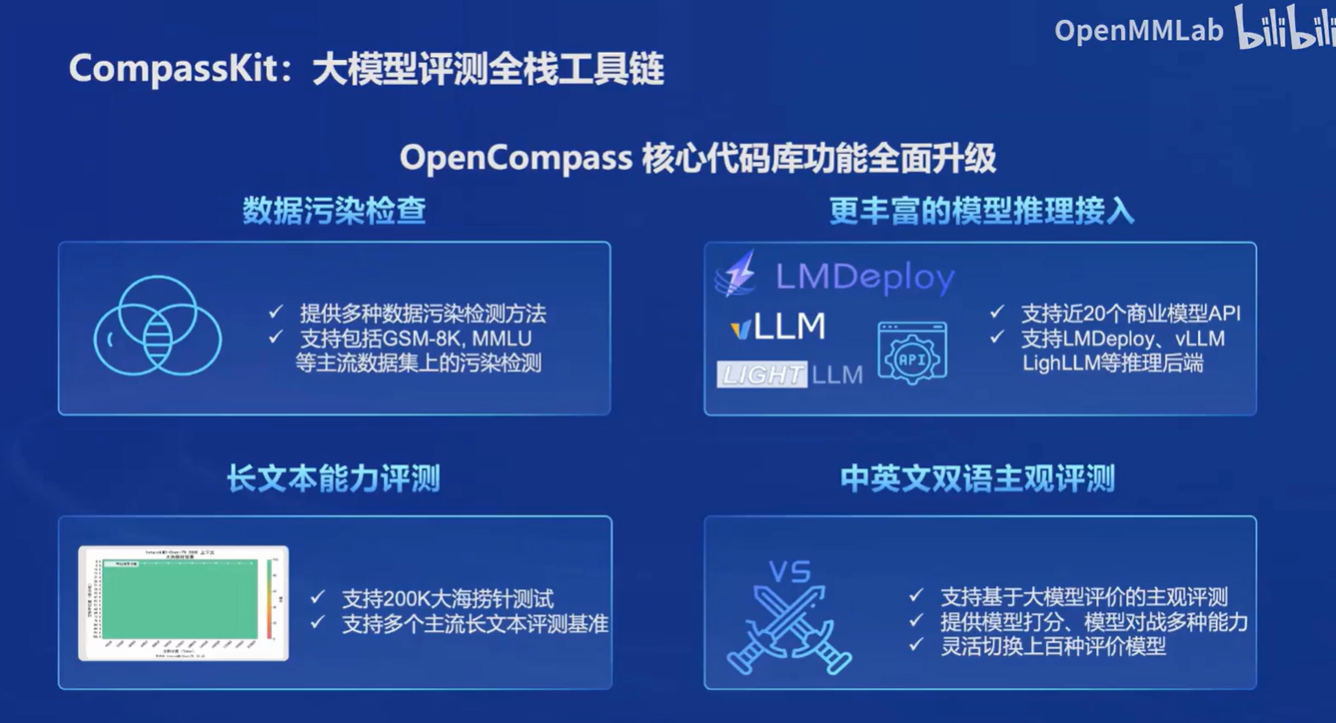 OpenMMLab bilibili
CompassKit：大模型评测全栈工具链
OpenCompass 核心代码库功能全面升级
数据污染检查
✓ 提供多种数据污染检测方法
✓ 支持包括GSM-8K, MMLU
等主流数据集上的污染检测
更丰富的模型推理接入
LMDeploy
vLLM
LIGHT LLM
API
✓ 支持近20个商业模型API
✓ 支持LMDeploy、vLLM
LighLLM等推理后端
长文本能力评测
✓ 支持200K大海捞针测试
✓ 支持多个主流长文本评测基准
中英文双语主观评测
VS
✓ 支持基于大模型评价的主观评测
✓ 提供模型打分、模型对战多种能力
✓ 灵活切换上百种评价模型